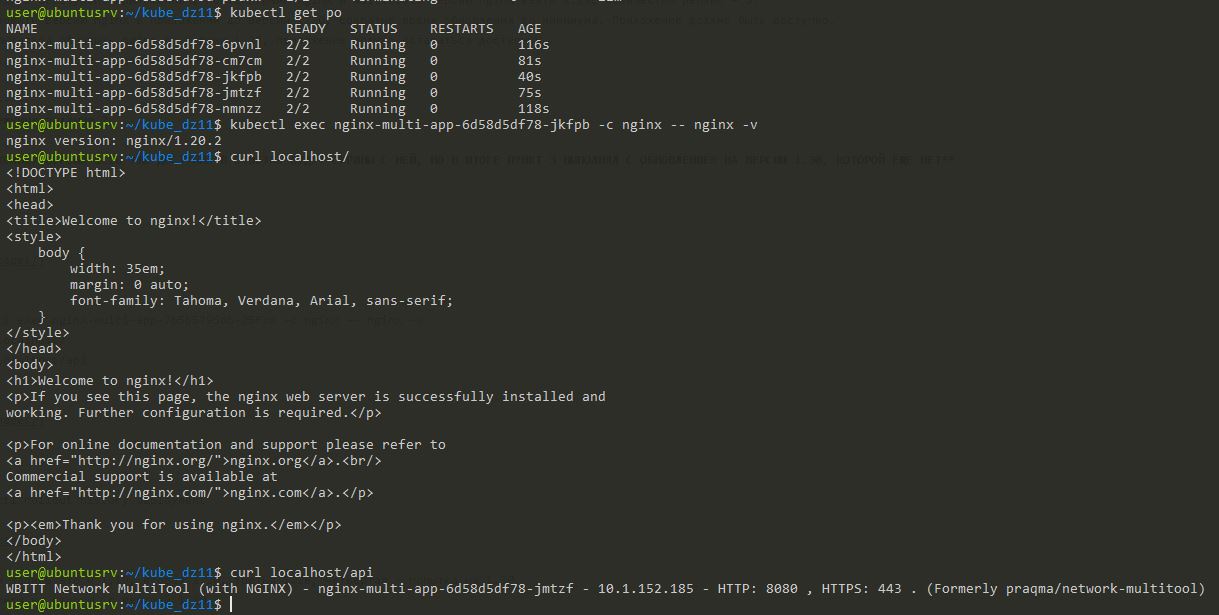 user@ubuntusrv:~/kube_dz11$ kubectl get po
NAME                               READY   STATUS    RESTARTS   AGE
nginx-multi-app-6d58d5df78-6pvnl   2/2     Running   0          116s
nginx-multi-app-6d58d5df78-cm7cm   2/2     Running   0          81s
nginx-multi-app-6d58d5df78-jkfpb   2/2     Running   0          40s
nginx-multi-app-6d58d5df78-jmtzf   2/2     Running   0          75s
nginx-multi-app-6d58d5df78-nmnzz   2/2     Running   0          118s
user@ubuntusrv:~/kube_dz11$ kubectl exec nginx-multi-app-6d58d5df78-jkfpb -c nginx -- nginx -v
nginx version: nginx/1.20.2
user@ubuntusrv:~/kube_dz11$ curl localhost/
<!DOCTYPE html>
<html>
<head>
<title>Welcome to nginx!</title>
<style>
    body {
        width: 35em;
        margin: 0 auto;
        font-family: Tahoma, Verdana, Arial, sans-serif;
    }
</style>
</head>
<body>
<h1>Welcome to nginx!</h1>
<p>If you see this page, the nginx web server is successfully installed and
working. Further configuration is required.</p>

<p>For online documentation and support please refer to
<a href="http://nginx.org/">nginx.org</a>.<br/>
Commercial support is available at
<a href="http://nginx.com/">nginx.com</a>.</p>

<p><em>Thank you for using nginx.</em></p>
</body>
</html>
user@ubuntusrv:~/kube_dz11$ curl localhost/api
WBITT Network MultiTool (with NGINX) - nginx-multi-app-6d58d5df78-jmtzf - 10.1.152.185 - HTTP: 8080 , HTTPS: 443 . (Formerly praqma/network-multitool)
user@ubuntusrv:~/kube_dz11$